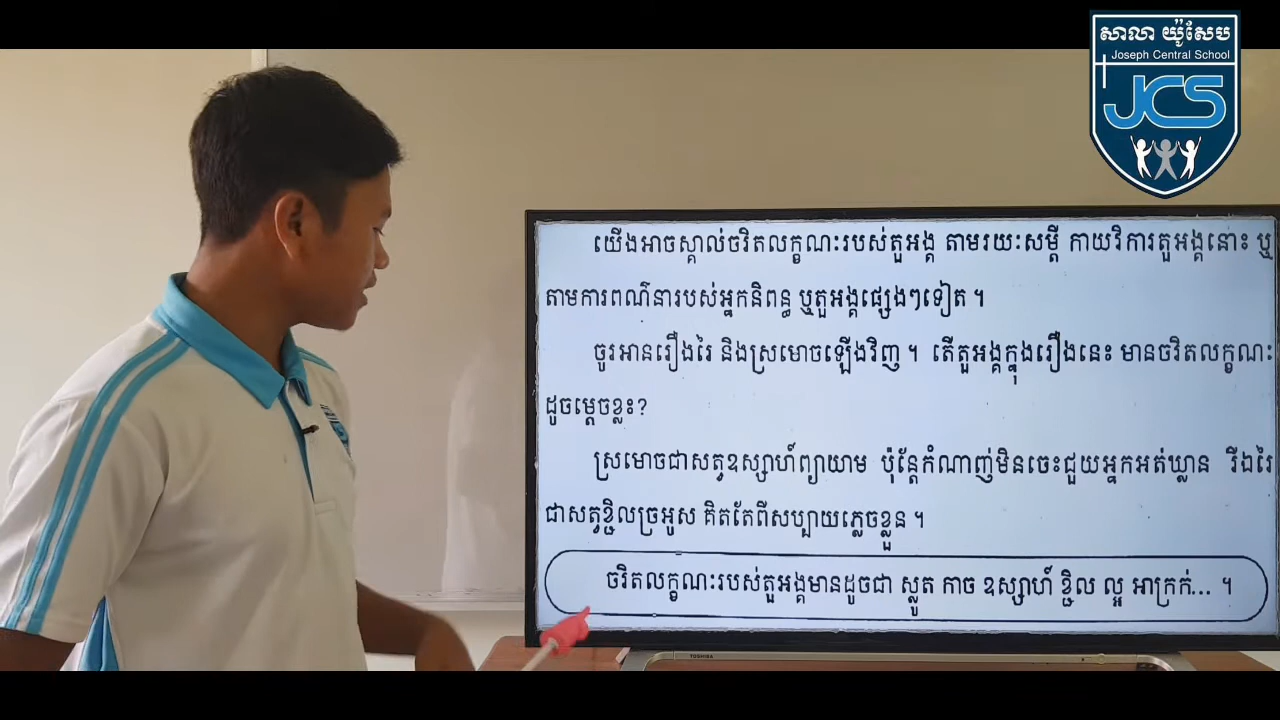 សាលា យ៉ូសែប
Joseph Central School
JCS
យើងអាចស្គាល់ចរិតលក្ខណៈរបស់តួអង្គ តាមរយៈសម្ដី កាយវិការតួអង្គនោះ ឬ
តាមការពណ៌នារបស់អ្នកនិពន្ធ ឬតួអង្គផ្សេងៗទៀត ។
ចូរអានរឿងរៃ និងស្រមោចឡើងវិញ ។ តើតួអង្គក្នុងរឿងនេះ មានចរិតលក្ខណៈ
ដូចម្ដេចខ្លះ?
ស្រមោចជាសត្វឧស្សាហ៍ព្យាយាម ប៉ុន្តែកំណាញ់មិនចេះជួយអ្នកអត់ឃ្លាន រីឯរៃ
ជាសត្វខ្ជិលច្រអូស គិតតែពីសប្បាយភ្លេចខ្លួន ។
ចរិតលក្ខណៈរបស់តួអង្គមានដូចជា ស្លូត កាច ឧស្សាហ៍ ខ្ជិល ល្អ អាក្រក់... ។
TOSHIBA